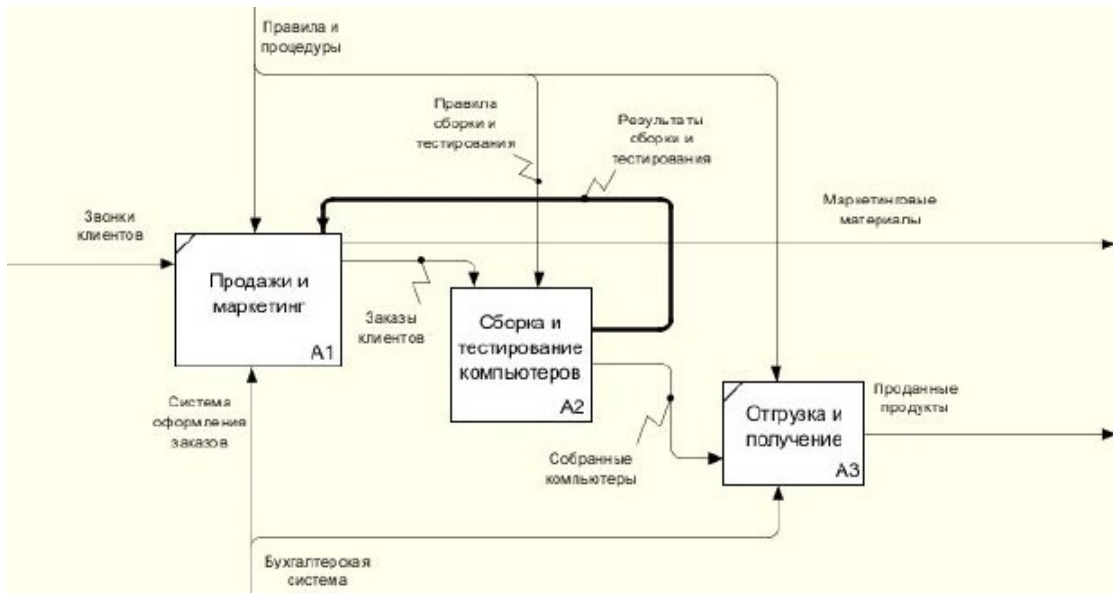 Правила и
процедуры
Правила
сборки и
тестирования
Результаты
сборки и
тестирования
Маркетинговые
материалы
Звонки
клиентов
Продажи и
маркетинг
A1
Заказы
клиентов
Сборка и
тестирование
компьютеров
A2
Система
оформления
заказов
Собранные
компьютеры
Отгрузка и
получение
A3
Проданные
продукты
Бухгалтерская
система